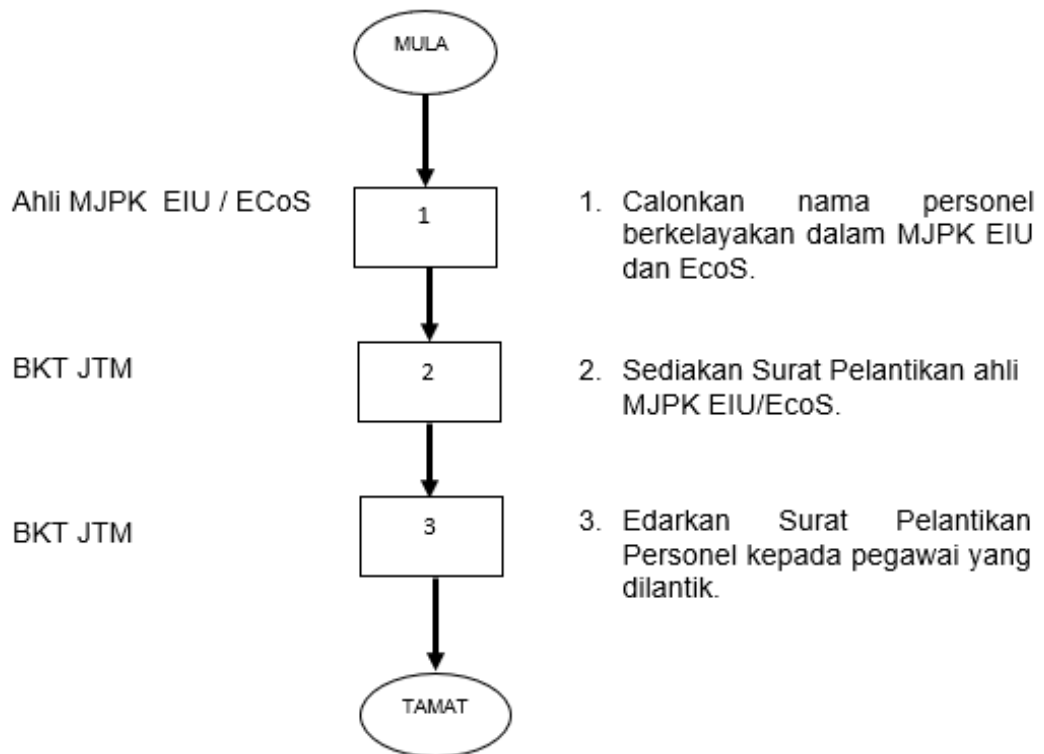 MULA
Ahli MJPK EIU / ECoS
1
1. Calonkan nama personel
berkelayakan dalam MJPK EIU
dan EcoS.
BKT JTM
2
2. Sediakan Surat Pelantikan ahli
MJPK EIU/EcoS.
BKT JTM
3
3. Edarkan Surat Pelantikan
Personel kepada pegawai yang
dilantik.
TAMAT